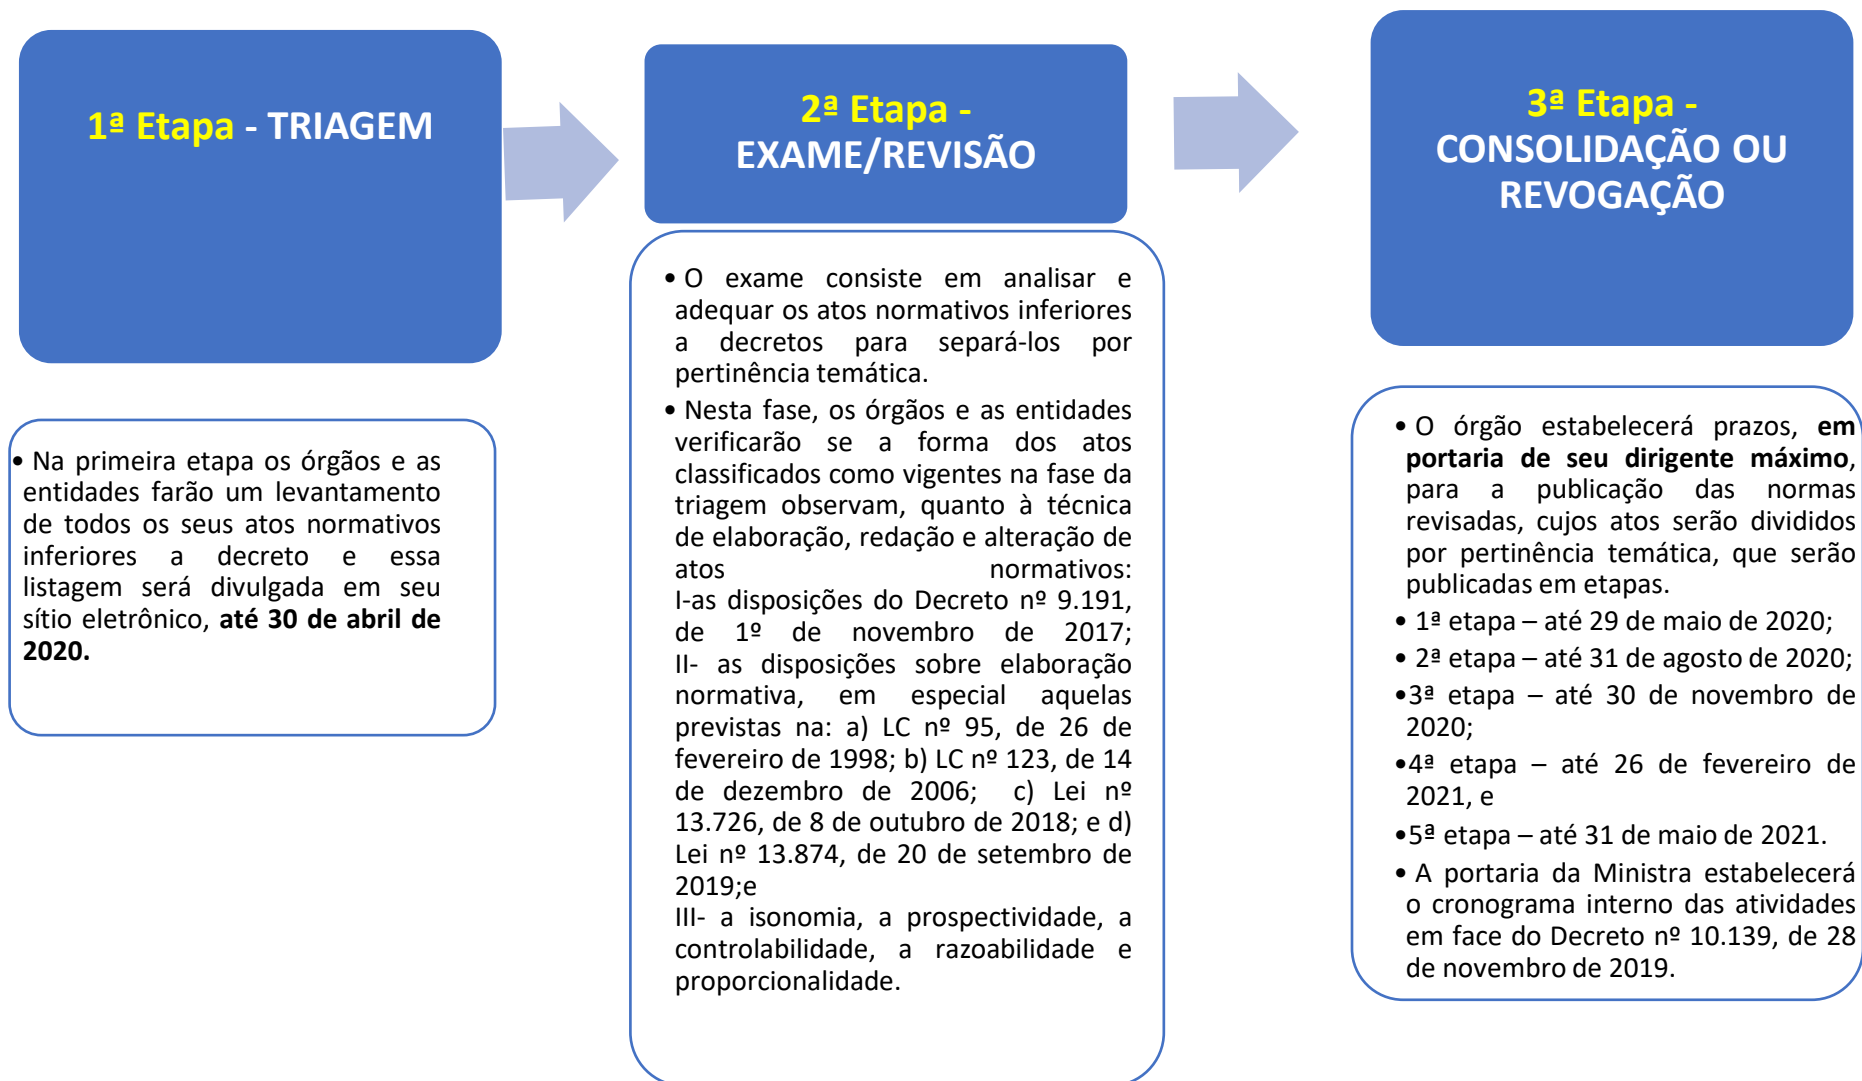 1ª Etapa - TRIAGEM
• Na primeira etapa os órgãos e as
entidades farão um levantamento
de todos os seus atos normativos
inferiores a decreto e essa
listagem será divulgada em seu
sítio eletrônico, até 30 de abril de
2020.
2ª Etapa -
EXAME/REVISÃO
• O exame consiste em analisar e
adequar os atos normativos inferiores
a decretos para separá-los por
pertinência temática.
• Nesta fase, os órgãos e as entidades
verificarão se a forma dos atos
classificados como vigentes na fase da
triagem observam, quanto à técnica
de elaboração, redação e alteração de
atos normativos:
I-as disposições do Decreto nº 9.191,
de 1º de novembro de 2017;
II- as disposições sobre elaboração
normativa, em especial aquelas
previstas na: a) LC nº 95, de 26 de
fevereiro de 1998; b) LC nº 123, de 14
de dezembro de 2006; c) Lei nº
13.726, de 8 de outubro de 2018; e d)
Lei nº 13.874, de 20 de setembro de
2019;e
III- a isonomia, a prospectividade, a
controlabilidade, a razoabilidade e
proporcionalidade.
3ª Etapa -
CONSOLIDAÇÃO OU
REVOGAÇÃO
• O órgão estabelecerá prazos, em
portaria de seu dirigente máximo,
para a publicação das normas
revisadas, cujos atos serão divididos
por pertinência temática, que serão
publicadas em etapas.
• 1ª etapa – até 29 de maio de 2020;
• 2ª etapa – até 31 de agosto de 2020;
•3ª etapa – até 30 de novembro de
2020;
•4ª etapa – até 26 de fevereiro de
2021, e
•5ª etapa – até 31 de maio de 2021.
• A portaria da Ministra estabelecerá
o cronograma interno das atividades
em face do Decreto nº 10.139, de 28
de novembro de 2019.